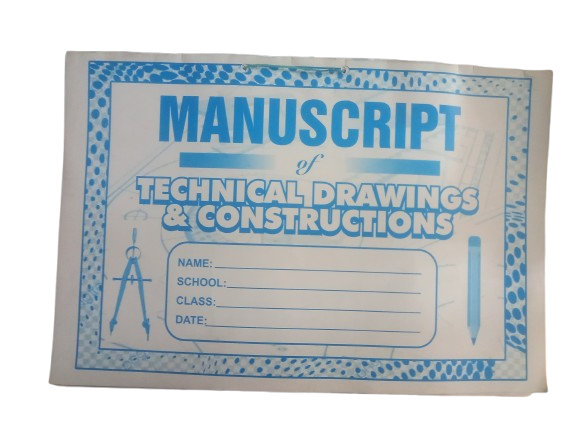 MANUSCRIPT
of
TECHNICAL DRAWINGS
& CONSTRUCTIONS
NAME:
SCHOOL:
CLASS:
DATE: